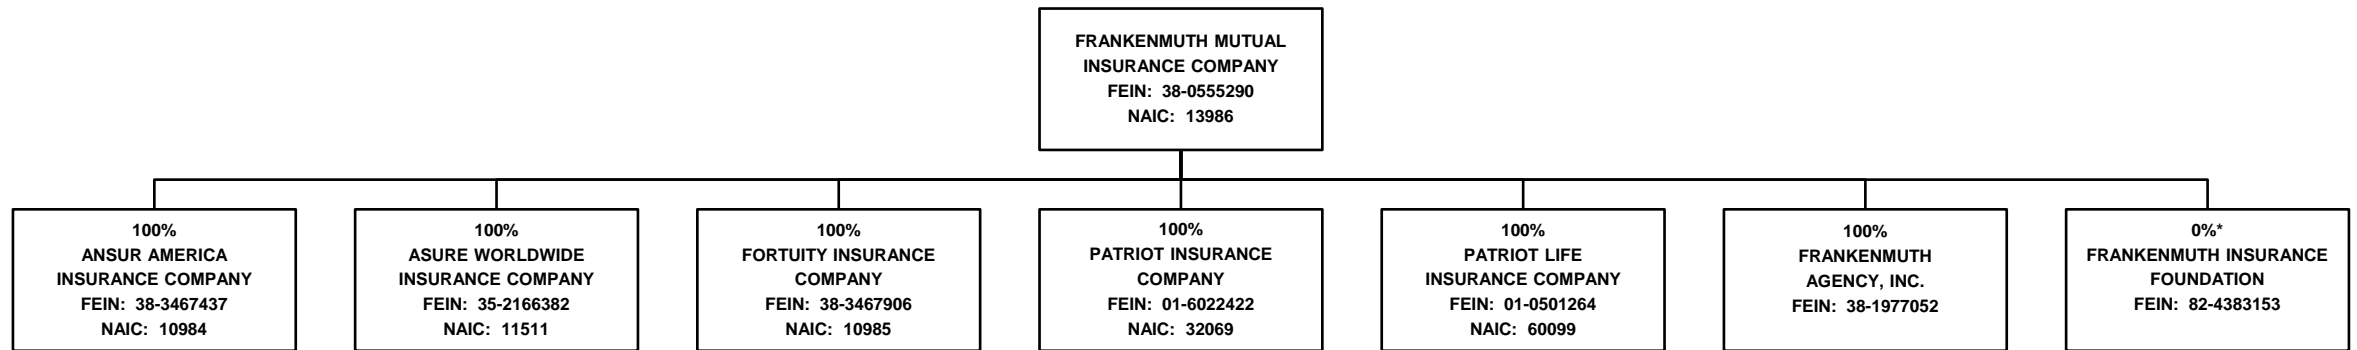 FRANKENMUTH MUTUAL
INSURANCE COMPANY
FEIN: 38-0555290
NAIC: 13986
100%
ANSUR AMERICA
INSURANCE COMPANY
FEIN: 38-3467437
NAIC: 10984
100%
ASURE WORLDWIDE
INSURANCE COMPANY
FEIN: 35-2166382
NAIC: 11511
100%
FORTUITY INSURANCE
COMPANY
FEIN: 38-3467906
NAIC: 10985
100%
PATRIOT INSURANCE
COMPANY
FEIN: 01-6022422
NAIC: 32069
100%
PATRIOT LIFE
INSURANCE COMPANY
FEIN: 01-0501264
NAIC: 60099
100%
FRANKENMUTH
AGENCY, INC.
FEIN: 38-1977052
0%*
FRANKENMUTH INSURANCE
FOUNDATION
FEIN: 82-4383153